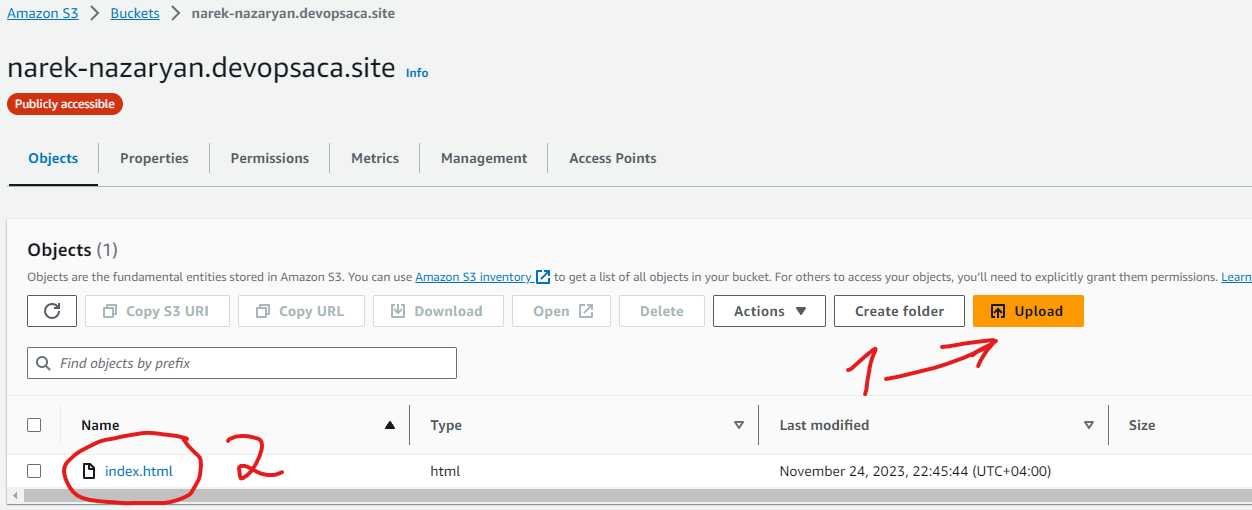 Amazon S3 > Buckets > narek-nazaryan.devopsaca.site
narek-nazaryan.devopsaca.site Info
Publicly accessible
Objects Properties Permissions Metrics Management Access Points
Objects (1)
Objects are the fundamental entities stored in Amazon S3. You can use Amazon S3 inventory to get a list of all objects in your bucket. For others to access your objects, you'll need to explicitly grant them permissions. Learn
Copy S3 URI Copy URL Download Open Delete Actions Create folder Upload
Find objects by prefix
1
Name Type Last modified Size
index.html 2 html November 24, 2023, 22:45:44 (UTC+04:00)